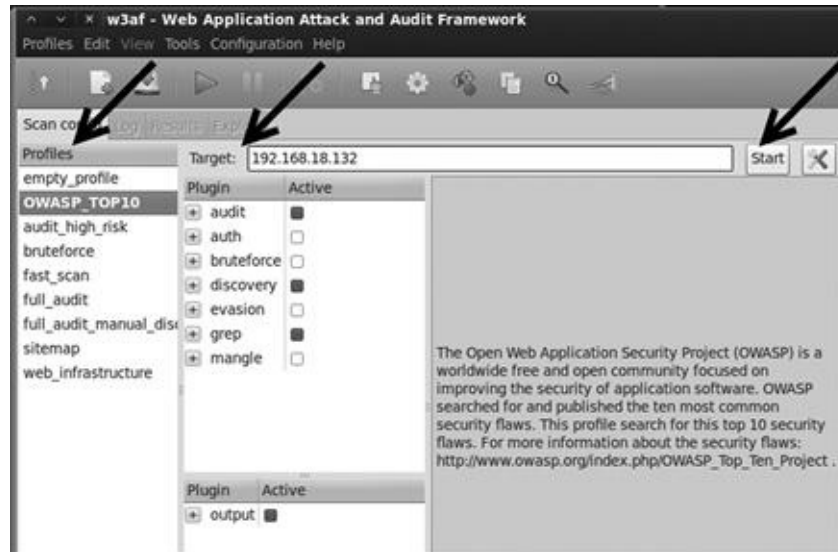 w3af - Web Application Attack and Audit Framework
Profiles Edit View Tools Configuration Help
Scan Log
Profiles
empty_profile
OWASP_TOP10
audit_high_risk
bruteforce
fast_scan
full_audit
full_audit_manual_disc
sitemap
web_infrastructure
Target: 192.168.18.132 Start
Plugin Active
audit
auth
bruteforce
discovery
evasion
grep
mangle
Plugin Active
output
The Open Web Application Security Project (OWASP) is a
worldwide free and open community focused on
improving the security of application software. OWASP
searched for and published the ten most common
security flaws. This profile search for this top 10 security
flaws. For more information about the security flaws:
http://www.owasp.org/index.php/OWASP_Top_Ten_Project .